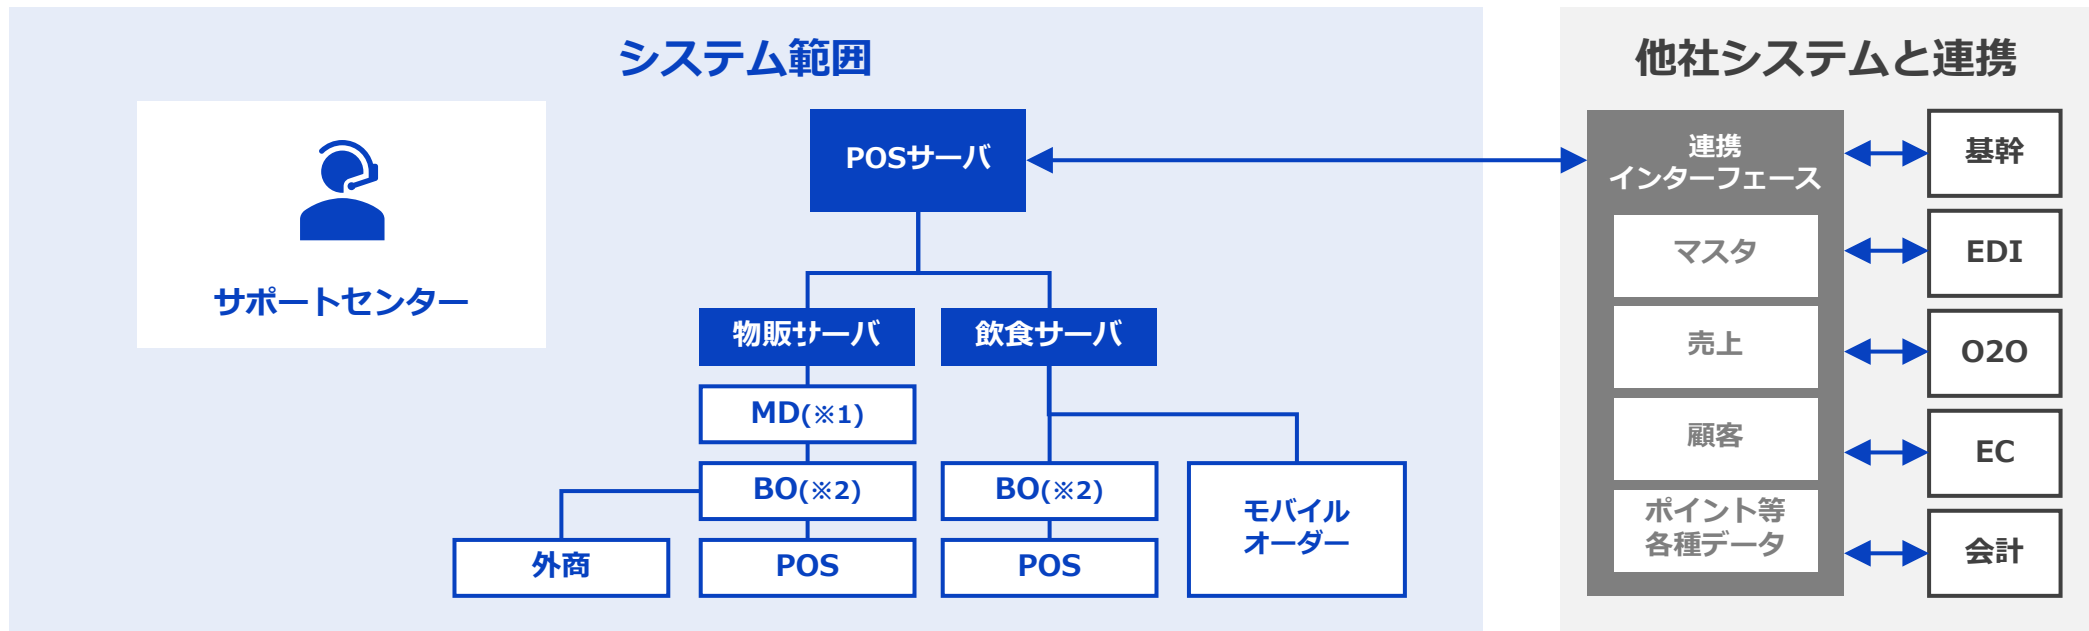 システム範囲
サポートセンター
POSサーバ
物販サーバ
飲食サーバ
MD(※1)
BO(※2)
BO(※2)
モバイル
オーダー
外商
POS
POS
他社システムと連携
連携
インターフェース
マスタ
売上
顧客
ポイント等
各種データ
基幹
EDI
O2O
EC
会計